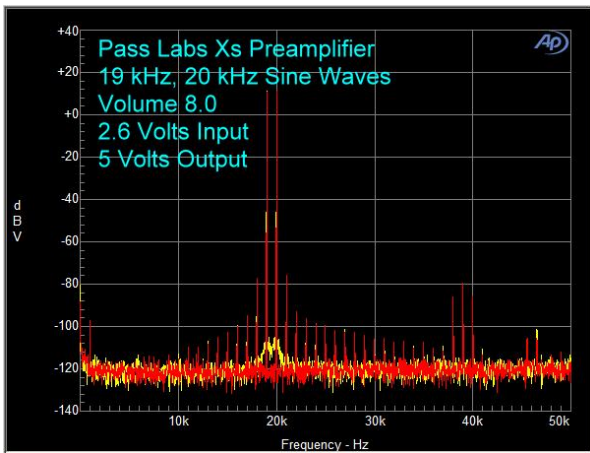 +40
+20
+0
-20
-40
-60
-80
-100
-120
-140
d
B
V
Pass Labs Xs Preamplifier
19 kHz, 20 kHz Sine Waves
Volume 8.0
2.6 Volts Input
5 Volts Output
AP
10k 20k 30k 40k 50k
Frequency - Hz